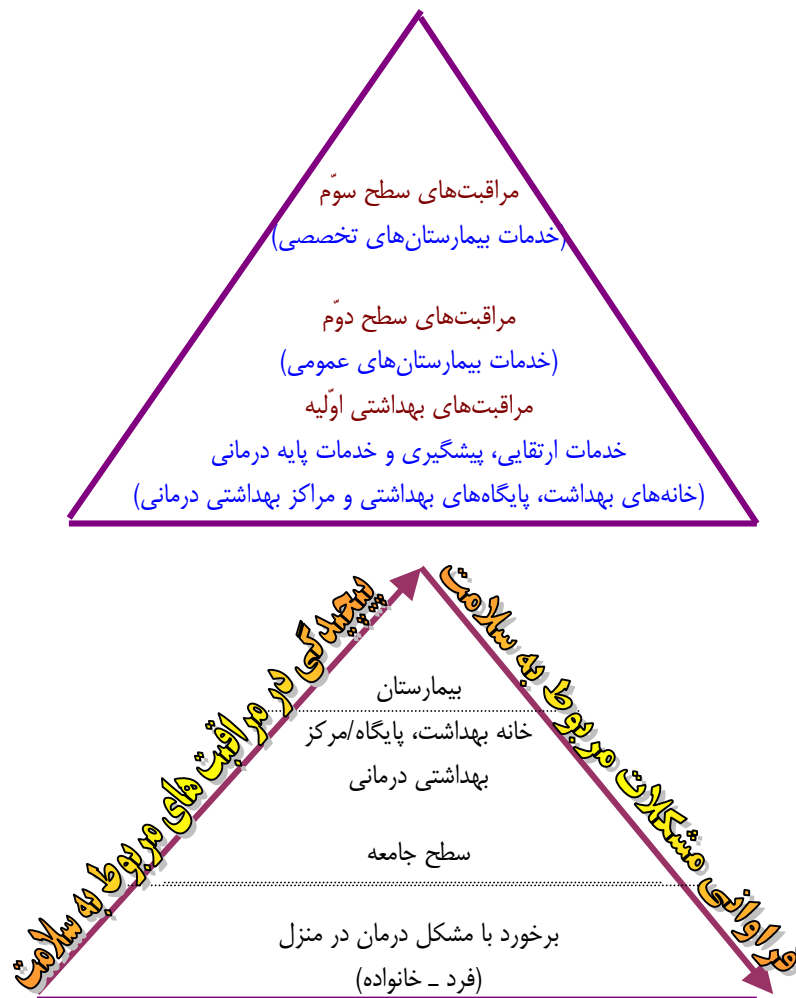 مراقبت‌های سطح سوّم
(خدمات بیمارستان‌های تخصصی)
مراقبت‌های سطح دوّم
(خدمات بیمارستان‌های عمومی)
مراقبت‌های بهداشتی اوّلیه
خدمات ارتقایی، پیشگیری و خدمات پایه درمانی
(خانه‌های بهداشت، پایگاه‌های بهداشتی و مراکز بهداشتی درمانی)
فراوانی مشکلات مربوط به سلامت
پیچیدگی در مراقبت های مربوط به سلامت
بیمارستان
خانه بهداشت، پایگاه/مرکز
بهداشتی درمانی
سطح جامعه
برخورد با مشکل درمان در منزل
(فرد ـ خانواده)